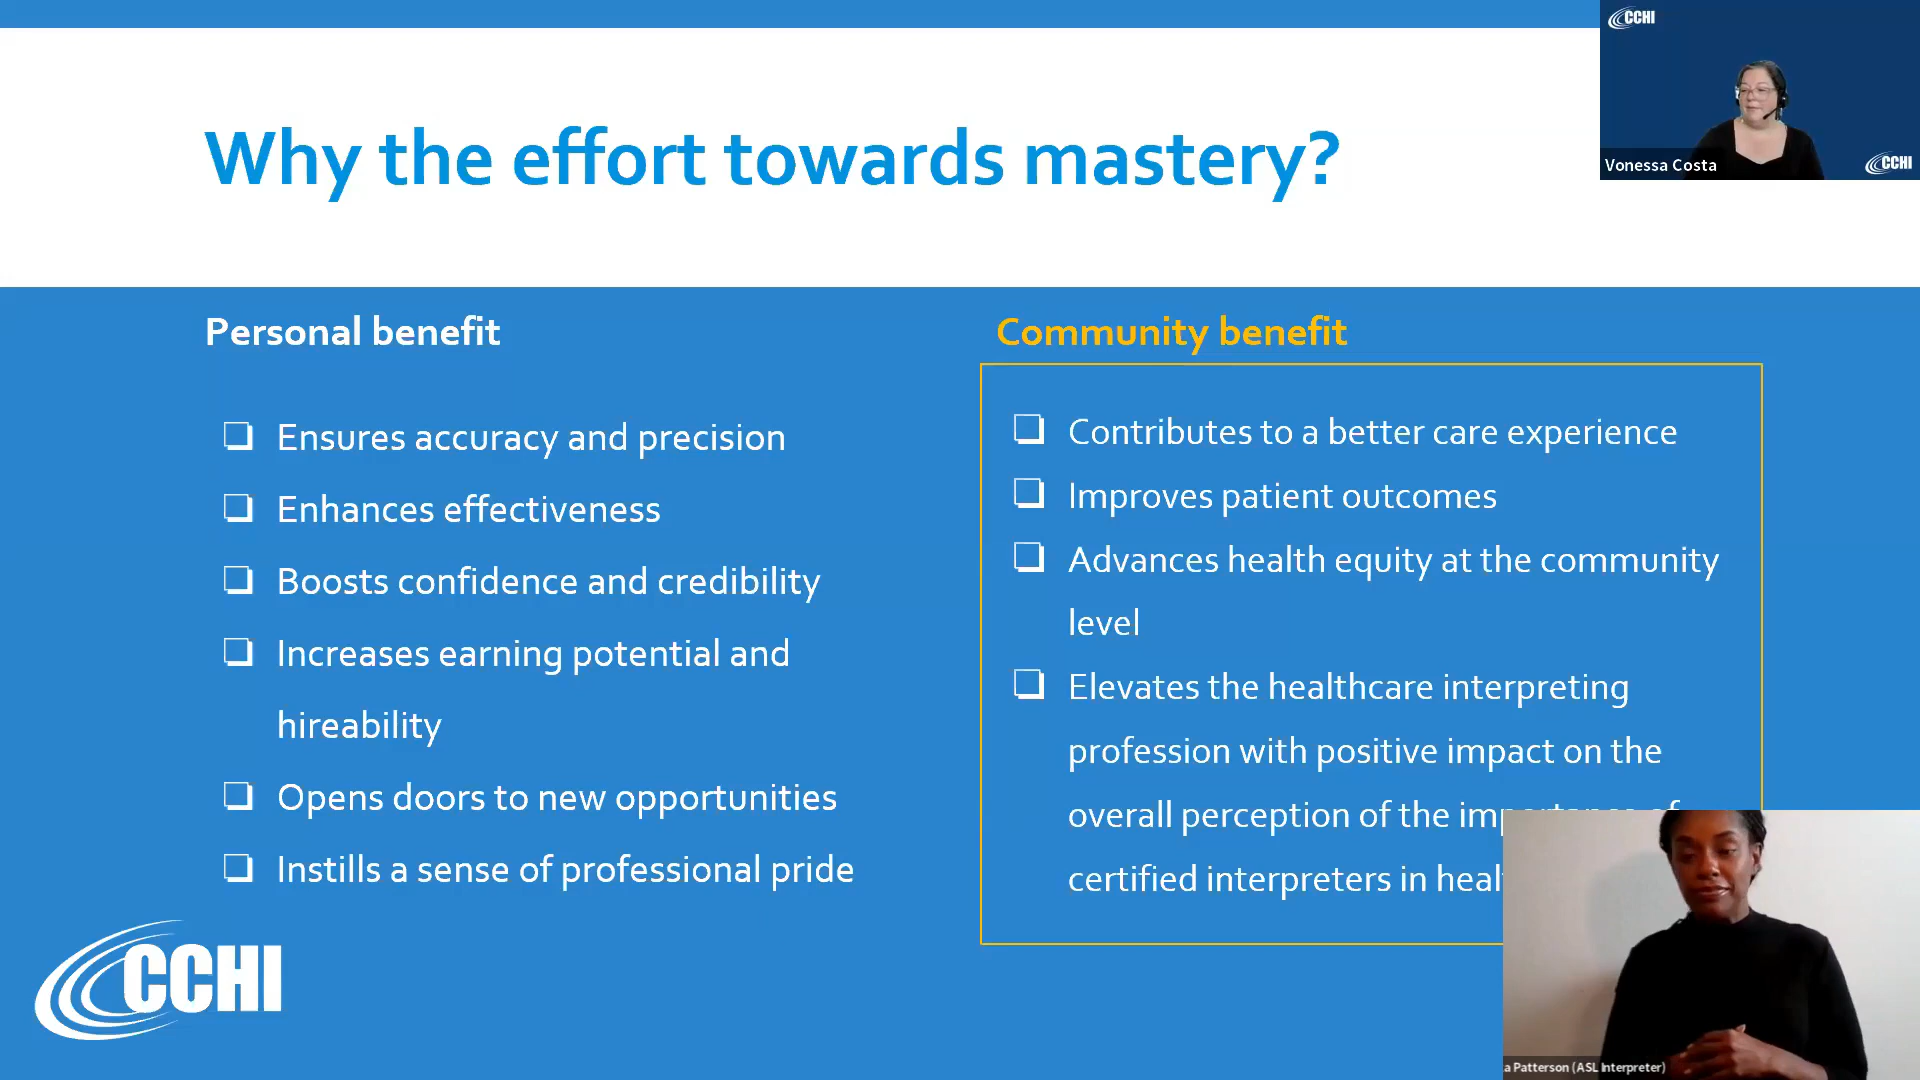 CCHI
Vonessa Costa
CCHI
Why the effort towards mastery?
Personal benefit
Ensures accuracy and precision
Enhances effectiveness
Boosts confidence and credibility
Increases earning potential and
hireability
Opens doors to new opportunities
Instills a sense of professional pride
Community benefit
Contributes to a better care experience
Improves patient outcomes
Advances health equity at the community
level
Elevates the healthcare interpreting
profession with positive impact on the
overall perception of the importance of
certified interpreters in heal
CCHI
a Patterson (ASL Interpreter)